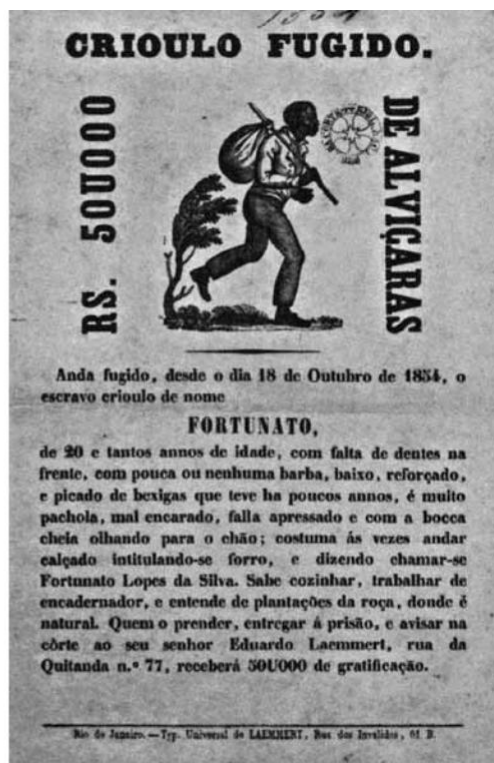 1854
CRIOULO FUGIDO.
RS. 50U000
DE ALVIÇARAS
Anda fugido, desde o dia 18 de Outubro de 1854, o
escravo crioulo de nome
FORTUNATO,
de 20 e tantos annos de idade, com falta de dentes na
frente, com pouca ou nenhuma barba, baixo, reforçado,
e picado de bexigas que teve ha poucos annos, é muito
pachola, mal encarado, falla apressado e com a bocca
cheia olhando para o chão; costuma ás vezes andar
calçado intitulando-se forro, e dizendo chamar-se
Fortunato Lopes da Silva. Sabe cozinhar, trabalhar de
encadernador, e entende de plantações da roça, donde é
natural. Quem o prender, entregar á prisão, e avisar na
côrte ao seu senhor Eduardo Laemmert, rua da
Quitanda n.º 77, receberá 50U000 de gratificação.
Rio de Janeiro. — Typ. Universal de LAEMMERT, Rua dos Invalidos, 61 B.